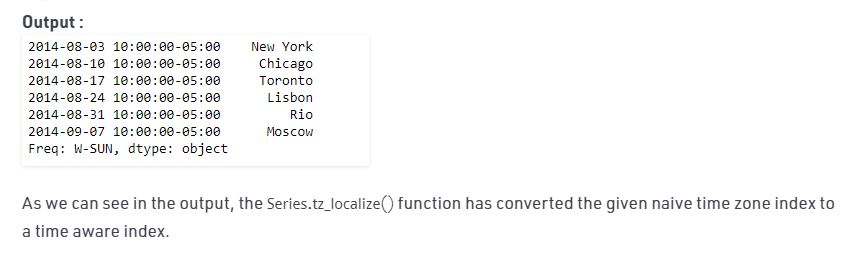 Output :
2014-08-03 10:00:00-05:00    New York
2014-08-10 10:00:00-05:00     Chicago
2014-08-17 10:00:00-05:00     Toronto
2014-08-24 10:00:00-05:00      Lisbon
2014-08-31 10:00:00-05:00         Rio
2014-09-07 10:00:00-05:00      Moscow
Freq: W-SUN, dtype: object
As we can see in the output, the Series.tz_localize() function has converted the given naive time zone index to
a time aware index.